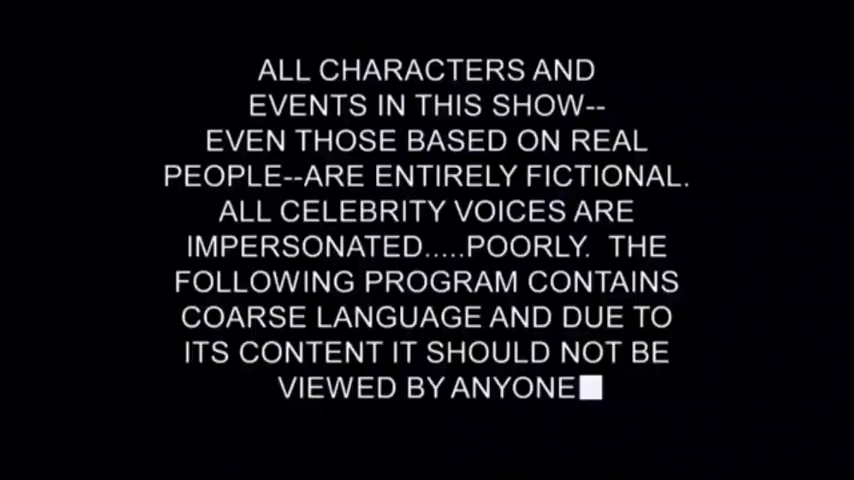 ALL CHARACTERS AND
EVENTS IN THIS SHOW--
EVEN THOSE BASED ON REAL
PEOPLE--ARE ENTIRELY FICTIONAL.
ALL CELEBRITY VOICES ARE
IMPERSONATED.....POORLY. THE
FOLLOWING PROGRAM CONTAINS
COARSE LANGUAGE AND DUE TO
ITS CONTENT IT SHOULD NOT BE
VIEWED BY ANYONE